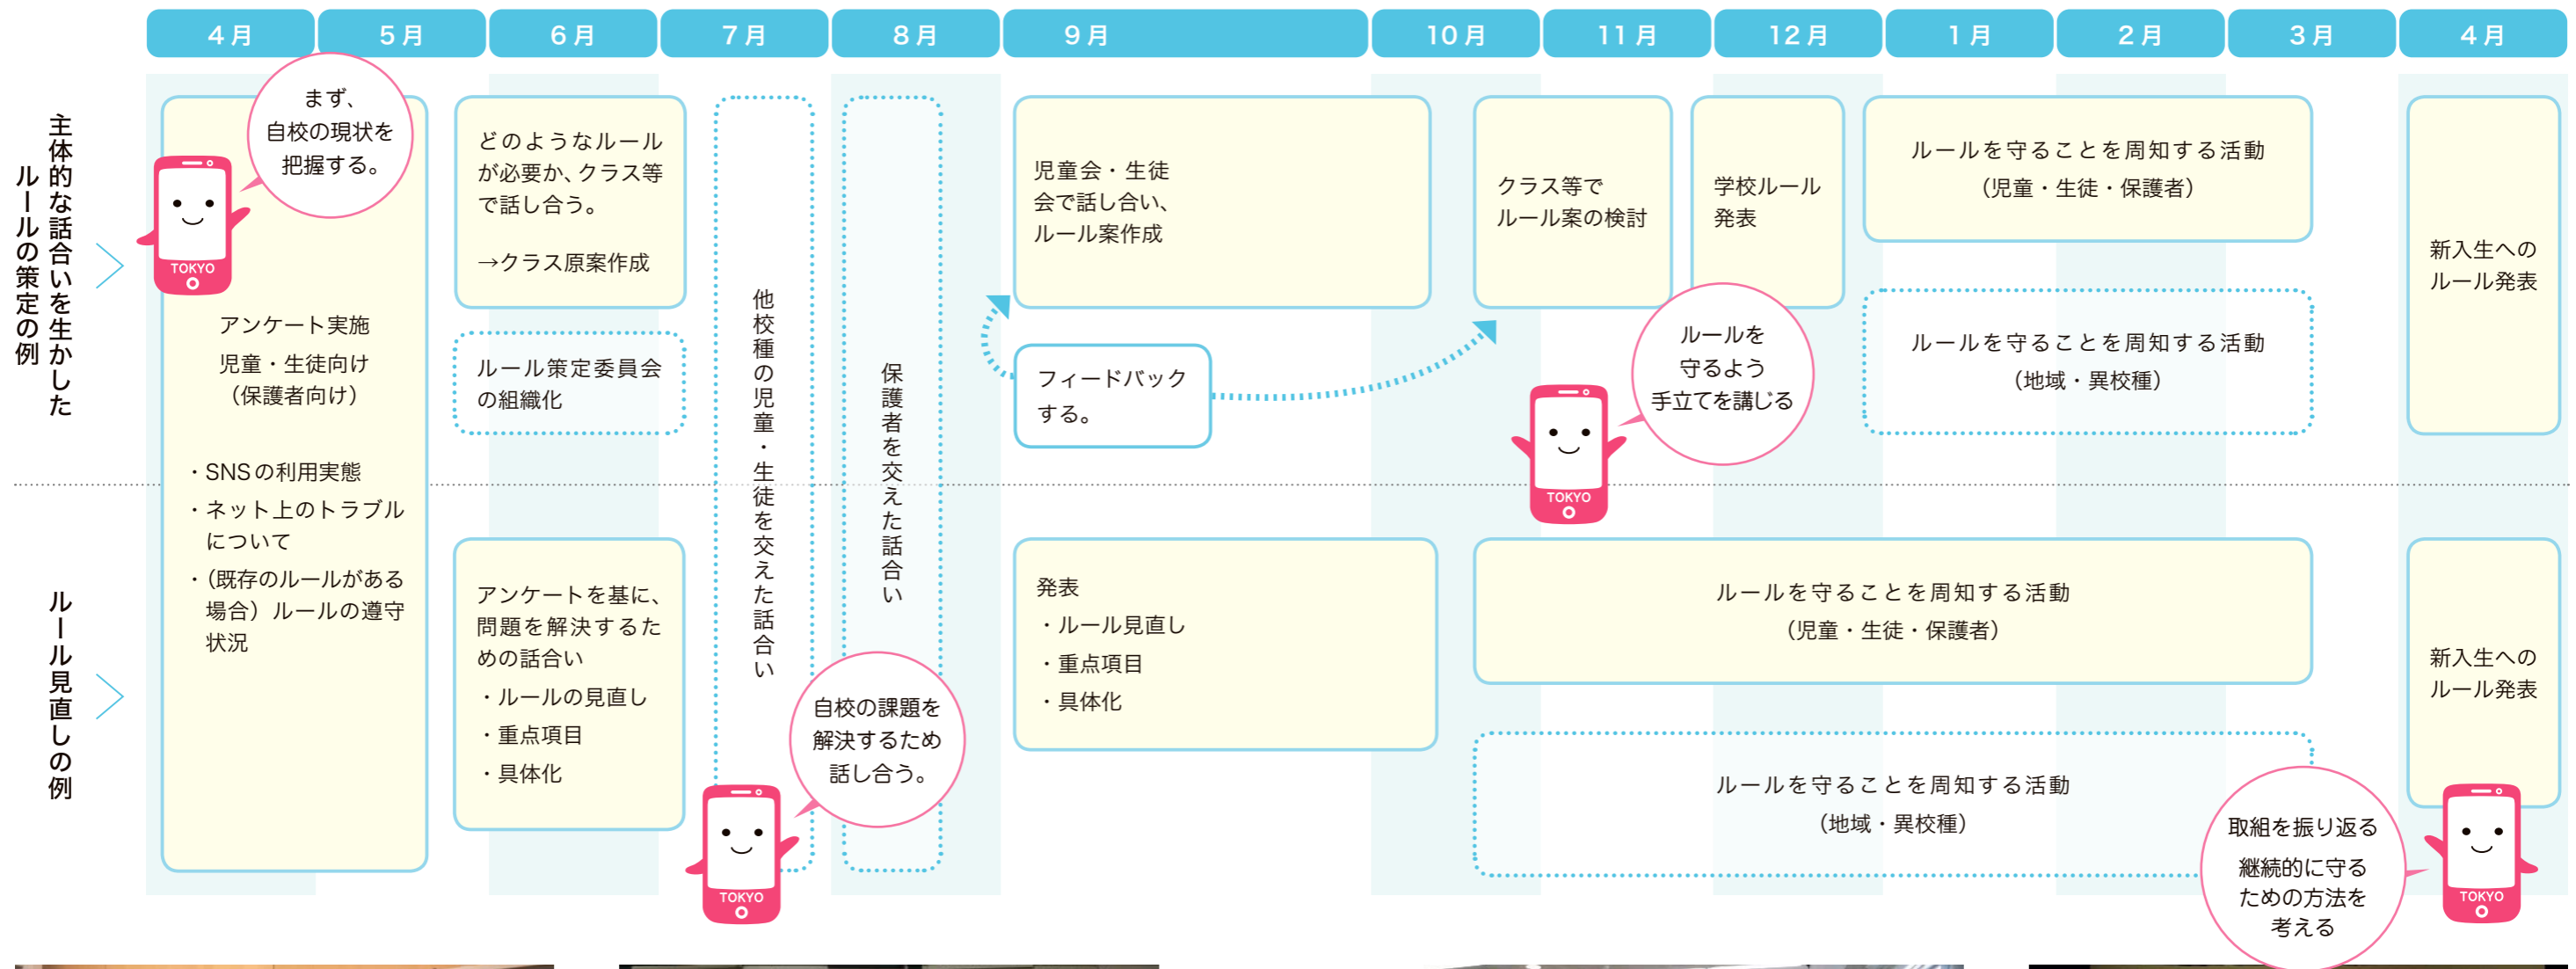 4月
5月
6月
7月
8月
9月
10月
11月
12月
1月
2月
3月
4月
主体的な話合いを生かした
ルールの策定の例
まず、
自校の現状を
把握する。
TOKYO
アンケート実施
児童・生徒向け
（保護者向け）
・SNSの利用実態
・ネット上のトラブル
について
・（既存のルールがある
場合）ルールの遵守
状況
どのようなルール
が必要か、クラス等
で話し合う。
→クラス原案作成
ルール策定委員会
の組織化
他校種の児童・生徒を交えた話合い
保護者を交えた話合い
児童会・生徒
会で話し合い、
ルール案作成
フィードバック
する。
クラス等で
ルール案の検討
学校ルール
発表
ルールを
守るよう
手立てを講じる
TOKYO
ルールを守ることを周知する活動
（児童・生徒・保護者）
ルールを守ることを周知する活動
（地域・異校種）
新入生への
ルール発表
ルール見直しの例
アンケートを基に、
問題を解決するた
めの話合い
・ルールの見直し
・重点項目
・具体化
自校の課題を
解決するため
話し合う。
TOKYO
発表
・ルール見直し
・重点項目
・具体化
ルールを守ることを周知する活動
（児童・生徒・保護者）
ルールを守ることを周知する活動
（地域・異校種）
新入生への
ルール発表
取組を振り返る
継続的に守る
ための方法を
考える
TOKYO